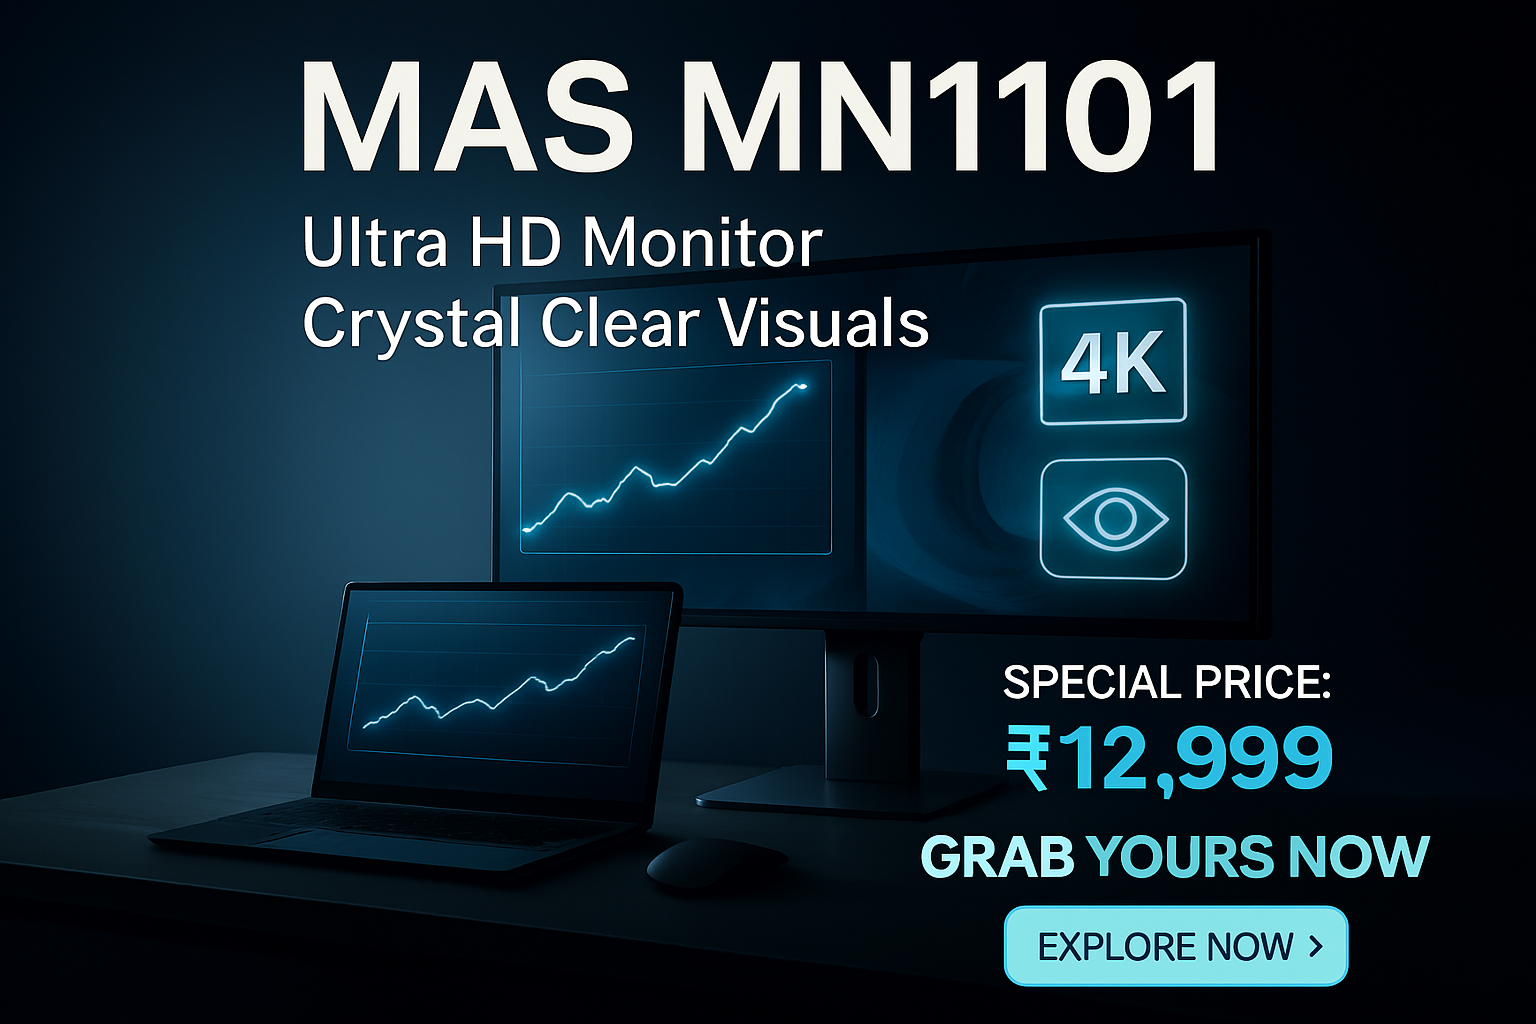 MAS MN1101
Ultra HD Monitor
Crystal Clear Visuals
4K
SPECIAL PRICE:
₹12,999
GRAB YOURS NOW
EXPLORE NOW >